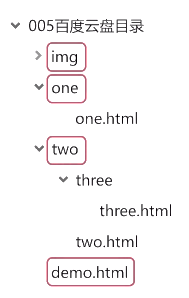 005百度云盘目录
img
one
one.html
two
three
three.html
two.html
demo.html